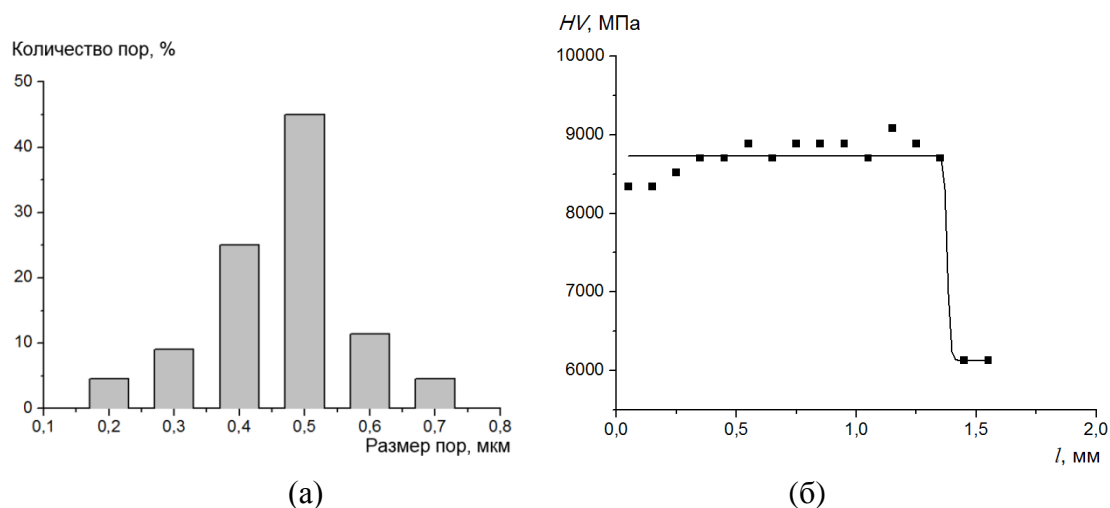 Количество пор, %
50
40
30
20
10
0
0,1 0,2 0,3 0,4 0,5 0,6 0,7 0,8
Размер пор, мкм
(а)
HV, МПа
10000
9000
8000
7000
6000
0,0 0,5 1,0 1,5 2,0
l, мм
(б)